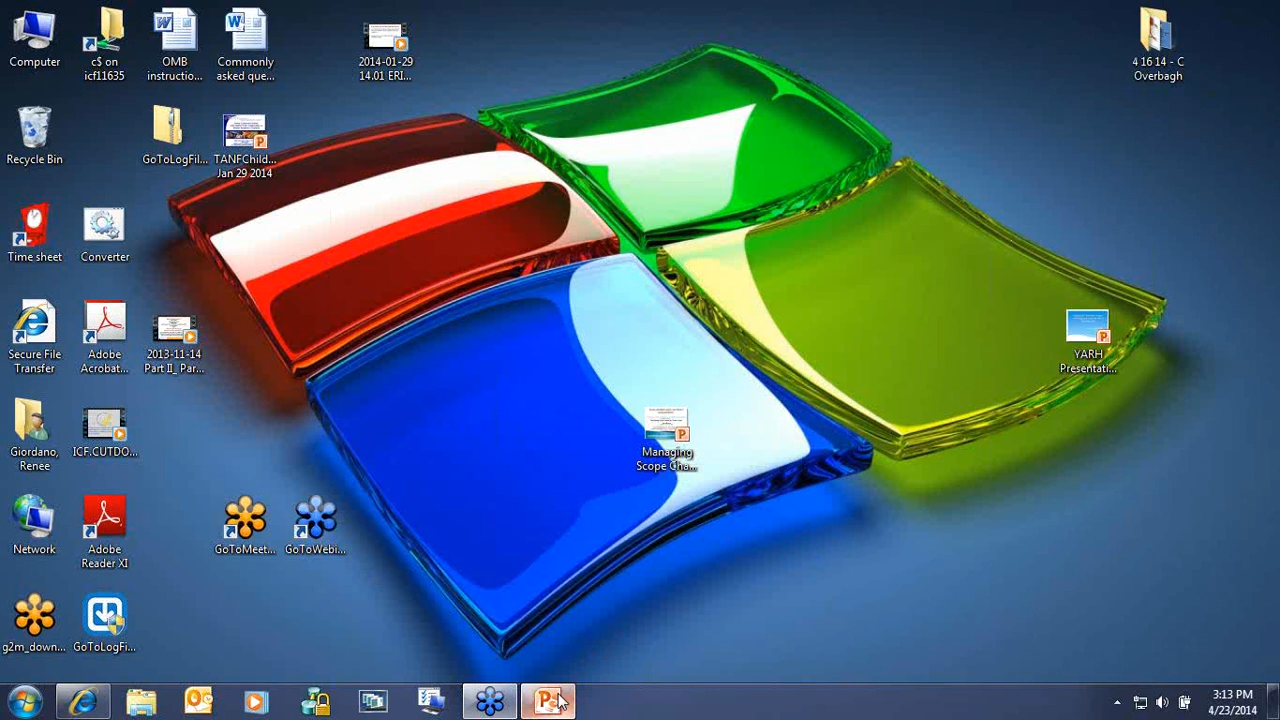 Computer
c$ on
icf11635
OMB
instructio...
Commonly
asked que...
2014-01-29
14.01 ERI...
4 16 14 - C
Overbagh
Recycle Bin
GoToLogFil...
TANFChild...
Jan 29 2014
Time sheet
Converter
Secure File
Transfer
Adobe
Acrobat...
2013-11-14
Part II_ Par...
YARH
Presentati...
Giordano,
Renee
ICF.CUTDO...
Managing
Scope Cha...
Network
Adobe
Reader XI
GoToMeet...
GoToWebi...
g2m_down...
GoToLogFi...
3:13 PM
4/23/2014